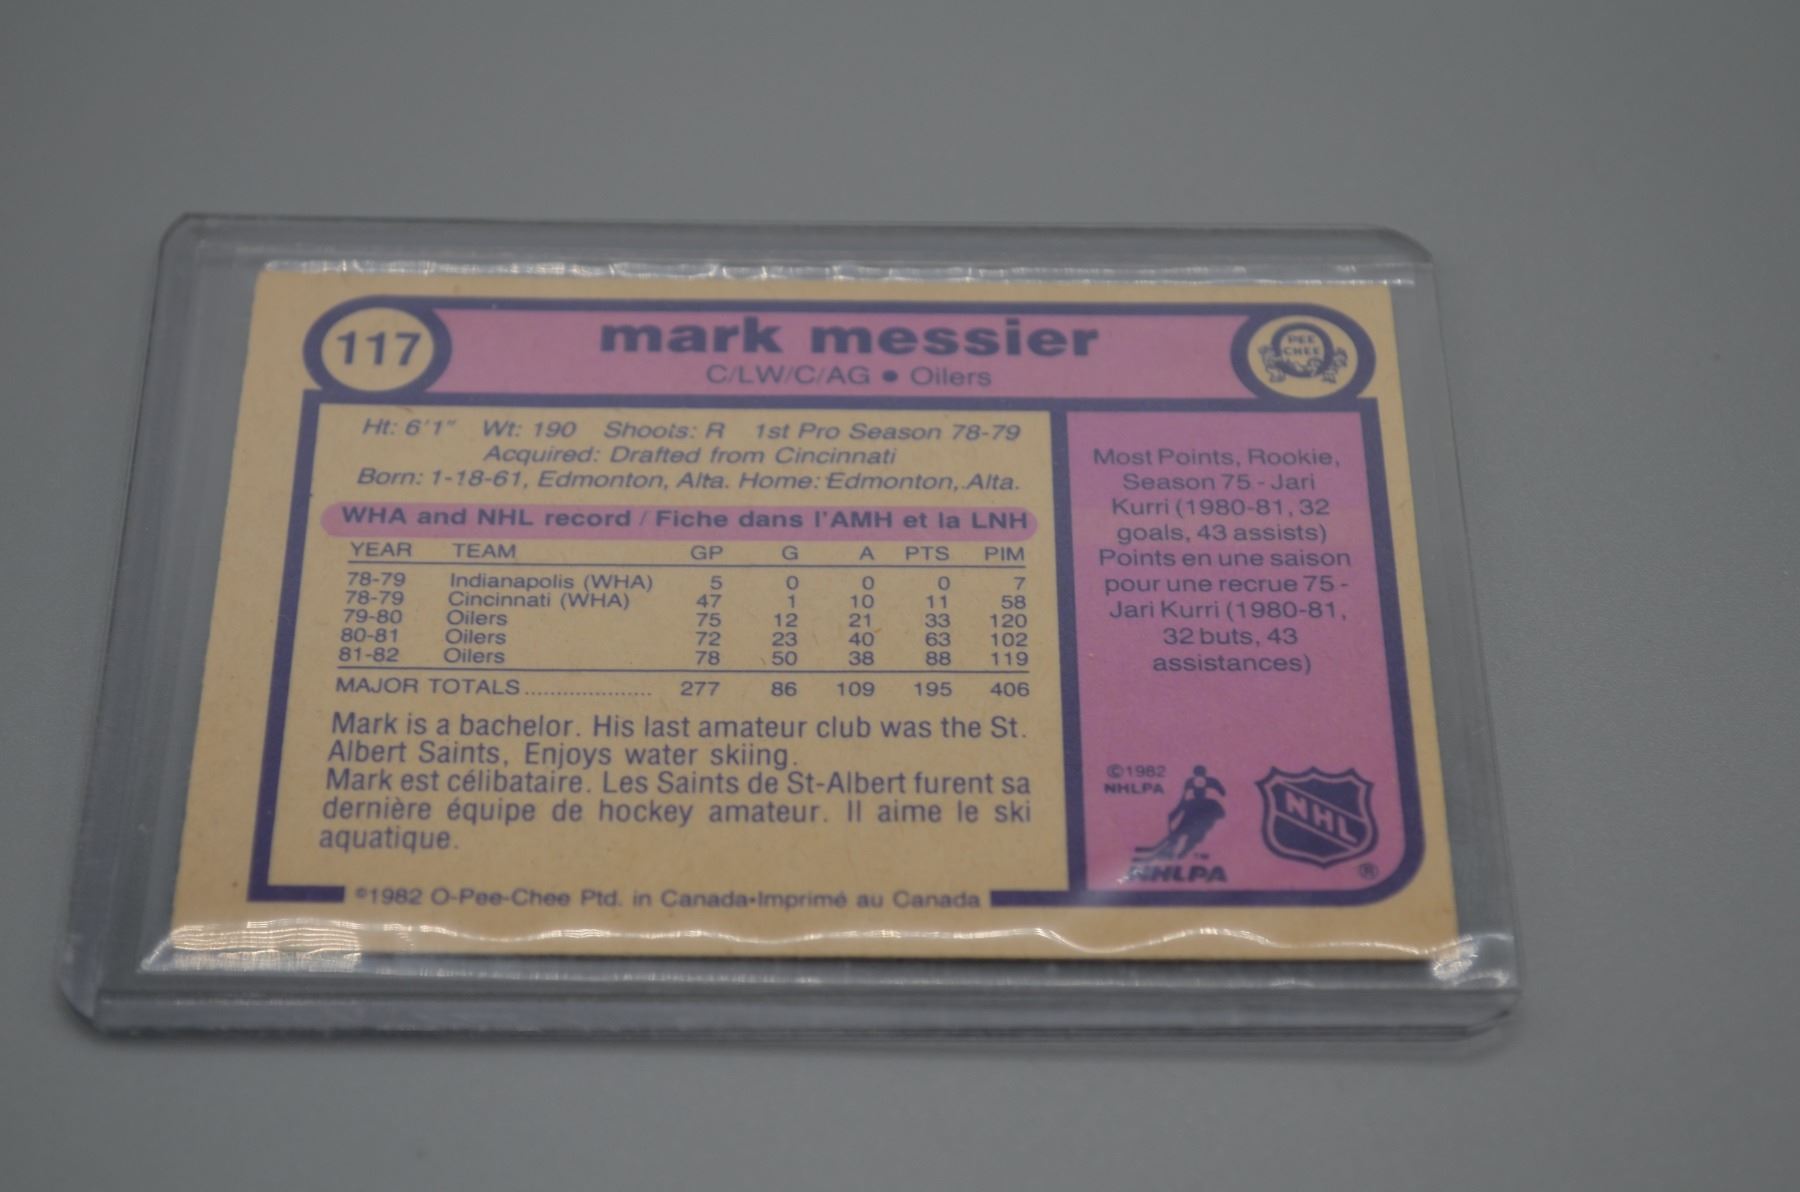 117
mark messier
C/LW/C/AG • Oilers
PEE
CHEE
Ht: 6'1" Wt: 190 Shoots: R 1st Pro Season 78-79
Acquired: Drafted from Cincinnati
Born: 1-18-61, Edmonton, Alta. Home: Edmonton, Alta.
WHA and NHL record / Fiche dans l'AMH et la LNH
YEAR TEAM GP G A PTS PIM
78-79 Indianapolis (WHA) 5 0 0 0 7
78-79 Cincinnati (WHA) 47 1 10 11 58
79-80 Oilers 75 12 21 33 120
80-81 Oilers 72 23 40 63 102
81-82 Oilers 78 50 38 88 119
MAJOR TOTALS.................... 277 86 109 195 406
Mark is a bachelor. His last amateur club was the St.
Albert Saints, Enjoys water skiing.
Mark est célibataire. Les Saints de St-Albert furent sa
dernière équipe de hockey amateur. Il aime le ski
aquatique.
©1982 O-Pee-Chee Ptd. in Canada•Imprimé au Canada
Most Points, Rookie,
Season 75 - Jari
Kurri (1980-81, 32
goals, 43 assists)
Points en une saison
pour une recrue 75 -
Jari Kurri (1980-81,
32 buts, 43
assistances)
©1982
NHLPA
TM
NHLPA
NHL
®